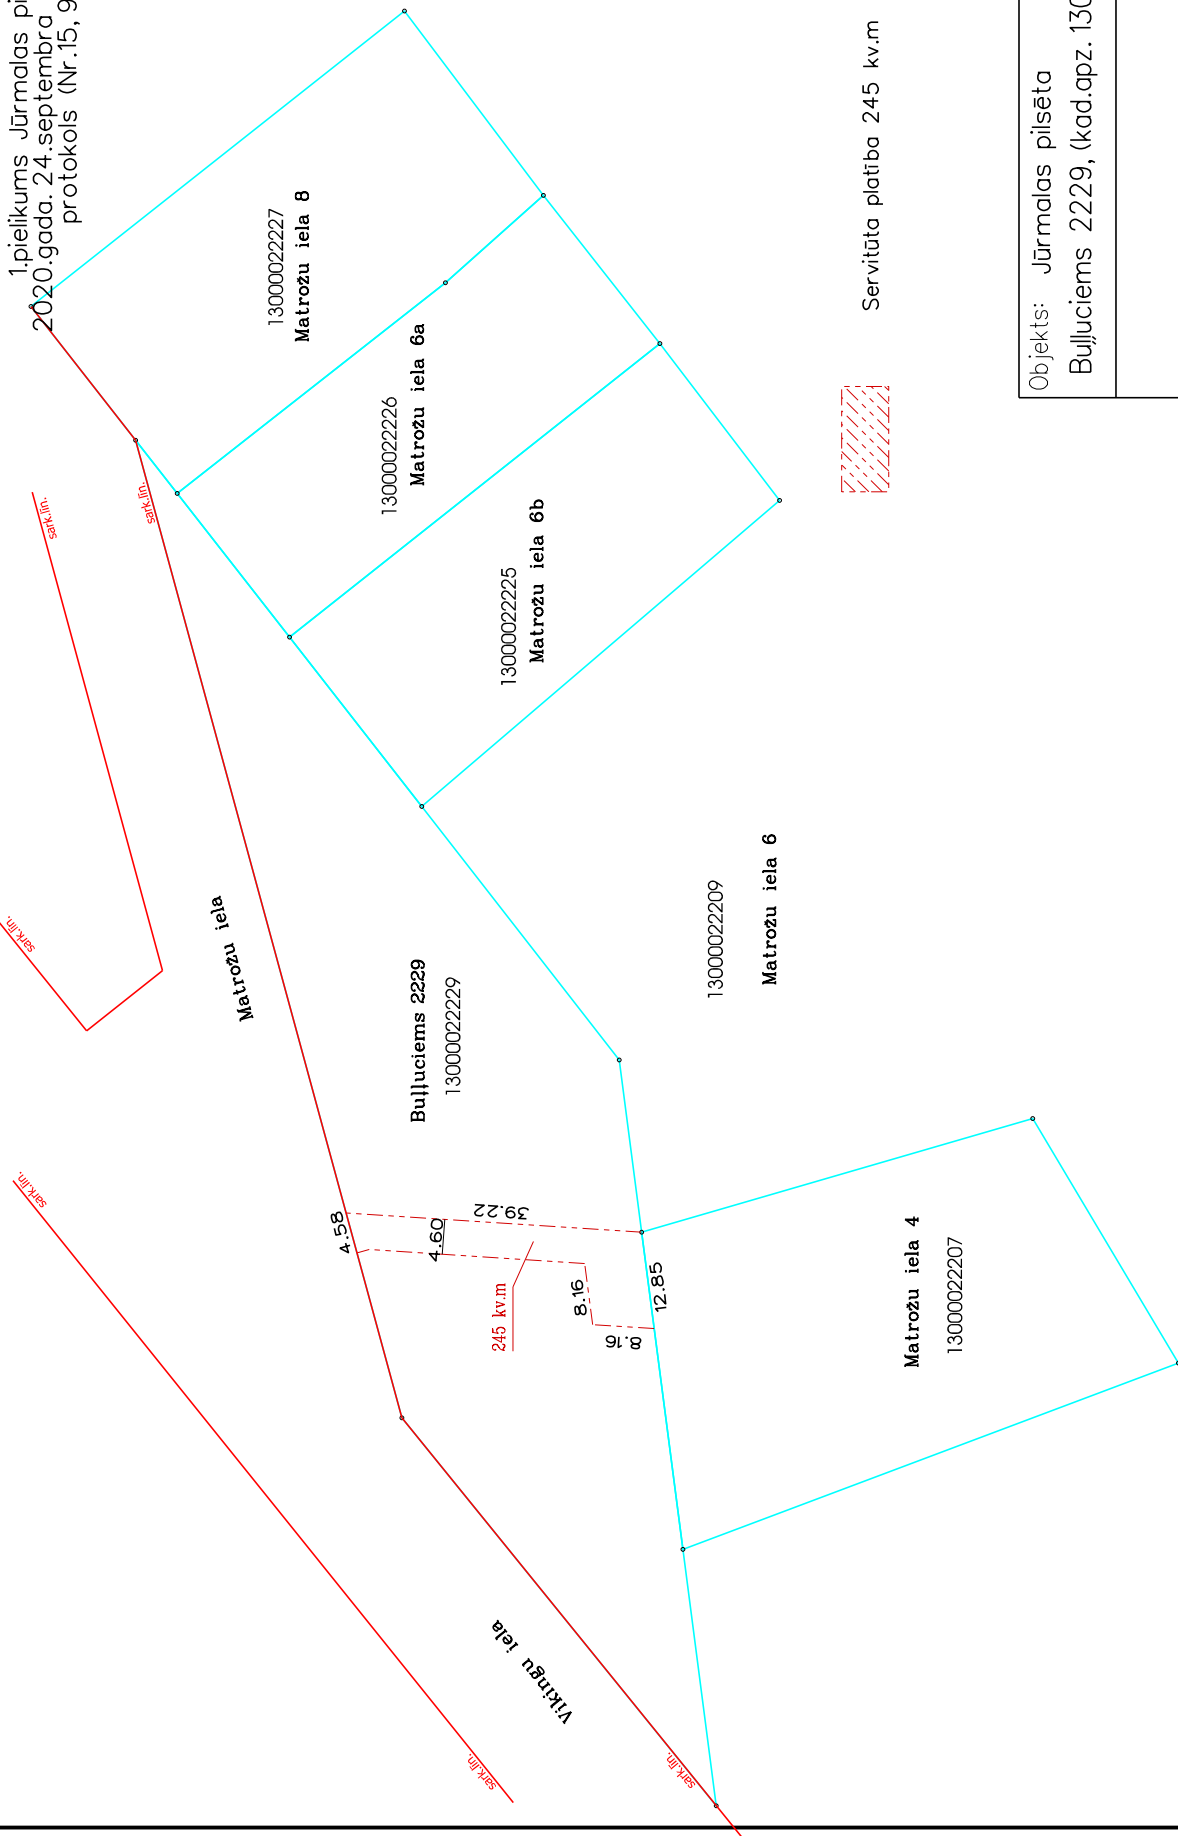 1.pielikums Jūrmalas
2020.gada. 24.septembra
protokols (Nr.15,
13000022227
Matrožu iela 8
13000022226
Matrožu iela 6a
13000022225
Matrožu iela 6b
sark.līn.
sark.līn.
sark.līn.
sark.līn.
sark.līn.
sark.līn.
Matrožu iela
Buļļuciems 2229
13000022229
13000022209
Matrožu iela 6
4.58
4.60
39.22
8.16
8.16
12.85
245 kv.m
Matrožu iela 4
13000022207
Vikingu iela
Servitūta platība 245 kv.m
Objekts: Jūrmalas pilsēta
Buļļuciems 2229, (kad.apz. 130